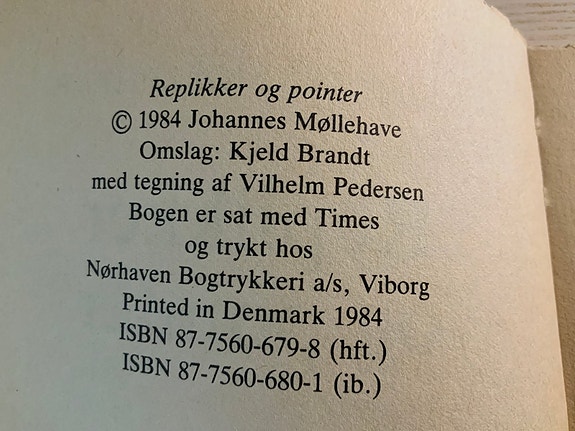 Replikker og pointer
© 1984 Johannes Møllehave
Omslag: Kjeld Brandt
med tegning af Vilhelm Pedersen
Bogen er sat med Times
og trykt hos
Nørhaven Bogtrykkeri a/s, Viborg
Printed in Denmark 1984
ISBN 87-7560-679-8 (hft.)
ISBN 87-7560-680-1 (ib.)